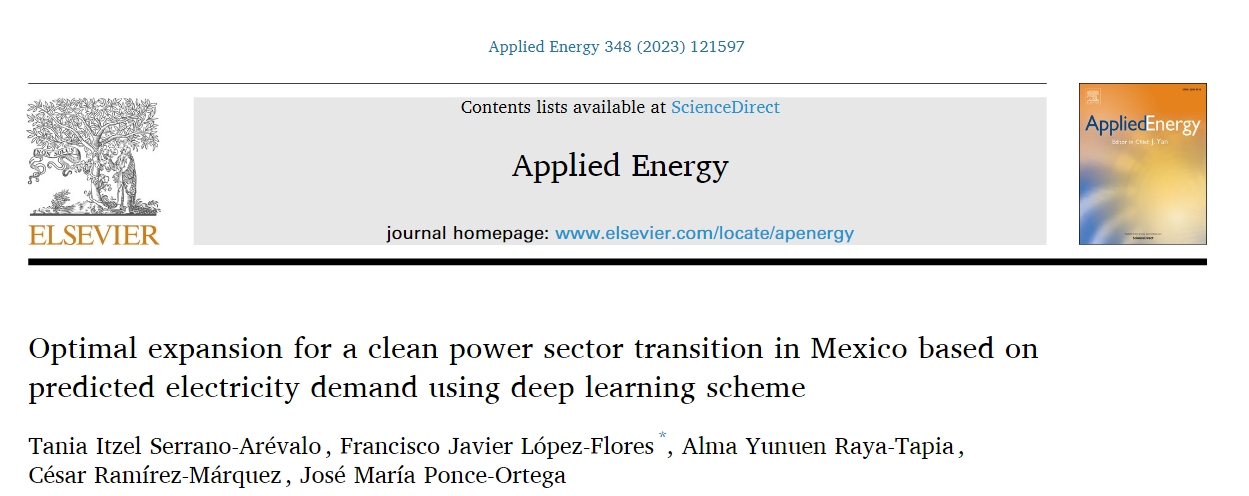 Applied Energy 348 (2023) 121597
Contents lists available at ScienceDirect
Applied Energy
journal homepage: www.elsevier.com/locate/apenergy
ELSEVIER
AppliedEnergy
Optimal expansion for a clean power sector transition in Mexico based on
predicted electricity demand using deep learning scheme
Tania Itzel Serrano-Arévalo, Francisco Javier López-Flores*, Alma Yunuen Raya-Tapia,
César Ramírez-Márquez, José María Ponce-Ortega